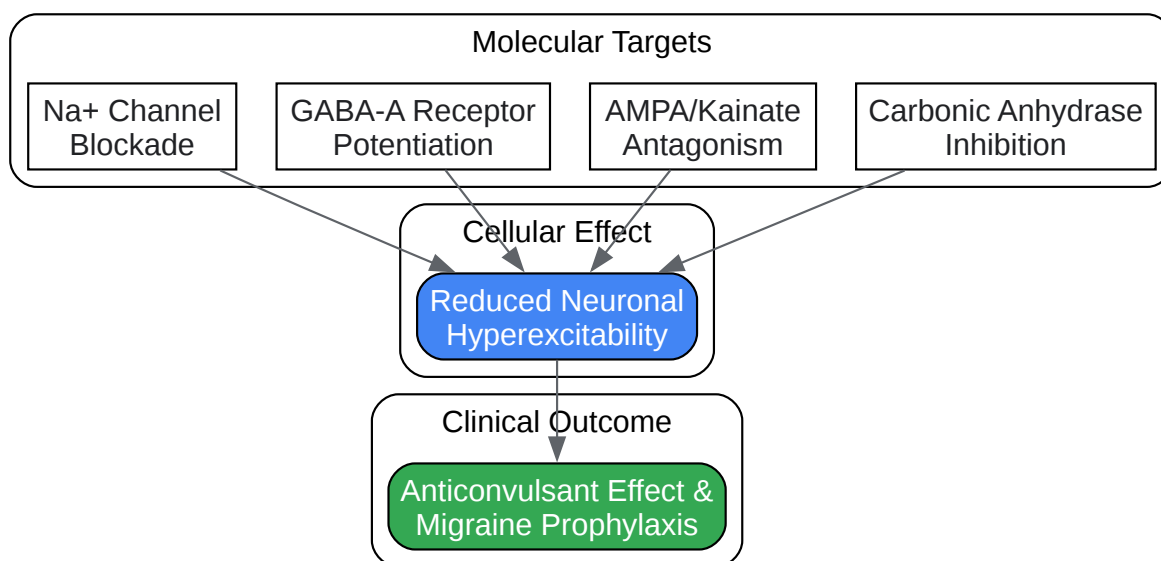 Molecular Targets
Na+ Channel
Blockade
GABA-A Receptor
Potentiation
AMPA/Kainate
Antagonism
Carbonic Anhydrase
Inhibition
Cellular Effect
Reduced Neuronal
Hyperexcitability
Clinical Outcome
Anticonvulsant Effect &
Migraine Prophylaxis